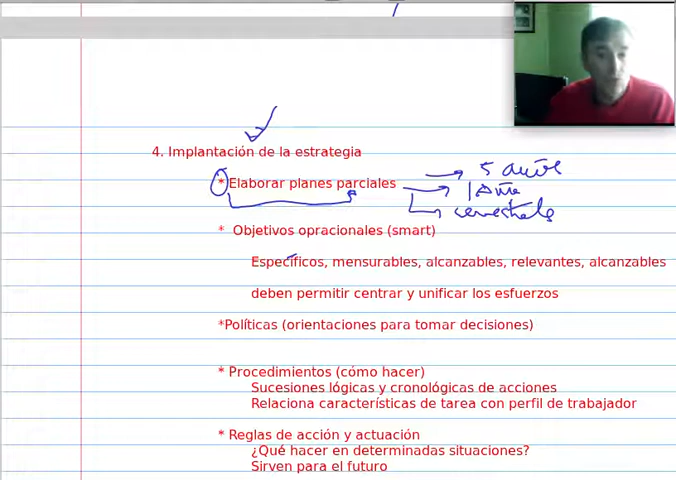 4. Implantación de la estrategia
* Elaborar planes parciales
5 años
1 Año
semestrale
* Objetivos opracionales (smart)
Específicos, mensurables, alcanzables, relevantes, alcanzables
deben permitir centrar y unificar los esfuerzos
*Políticas (orientaciones para tomar decisiones)
* Procedimientos (cómo hacer)
Sucesiones lógicas y cronológicas de acciones
Relaciona características de tarea con perfil de trabajador
* Reglas de acción y actuación
¿Qué hacer en determinadas situaciones?
Sirven para el futuro